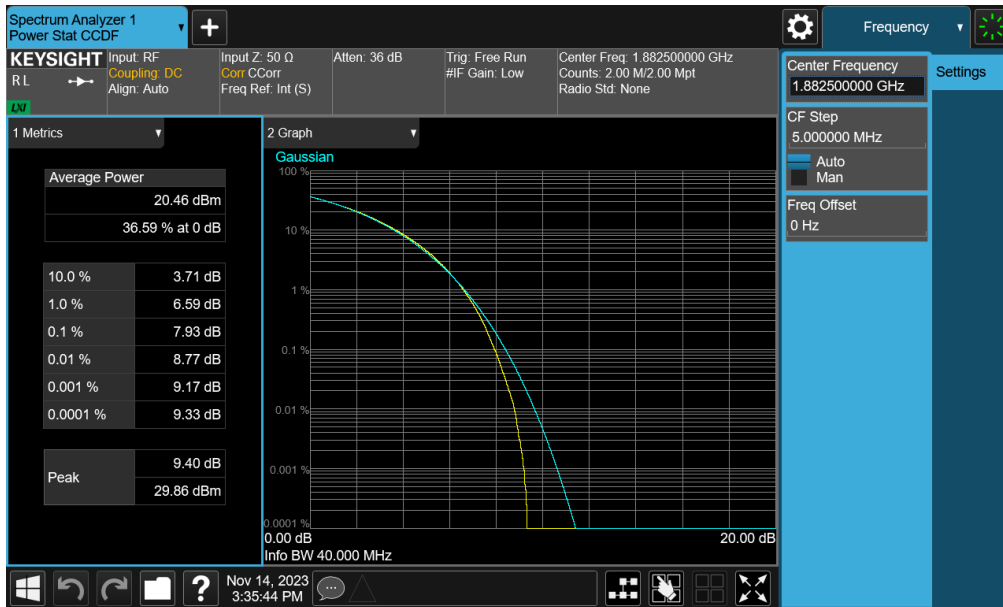 Spectrum Analyzer 1
Power Stat CCDF
Frequency
KEYSIGHT
R L
LXI
Input: RF
Coupling: DC
Align: Auto
Input Z: 50 Ω
Corr CCorr
Freq Ref: Int (S)
Atten: 36 dB
Trig: Free Run
#IF Gain: Low
Center Freq: 1.882500000 GHz
Counts: 2.00 M/2.00 Mpt
Radio Std: None
Center Frequency
1.882500000 GHz
Settings
CF Step
5.000000 MHz
Auto
Man
Freq Offset
0 Hz
1 Metrics
Average Power
20.46 dBm
36.59 % at 0 dB
10.0 % 3.71 dB
1.0 % 6.59 dB
0.1 % 7.93 dB
0.01 % 8.77 dB
0.001 % 9.17 dB
0.0001 % 9.33 dB
Peak
9.40 dB
29.86 dBm
2 Graph
Gaussian
100 %
10 %
1 %
0.1 %
0.01 %
0.001 %
0.0001 %
0.00 dB 20.00 dB
Info BW 40.000 MHz
?
Nov 14, 2023
3:35:44 PM